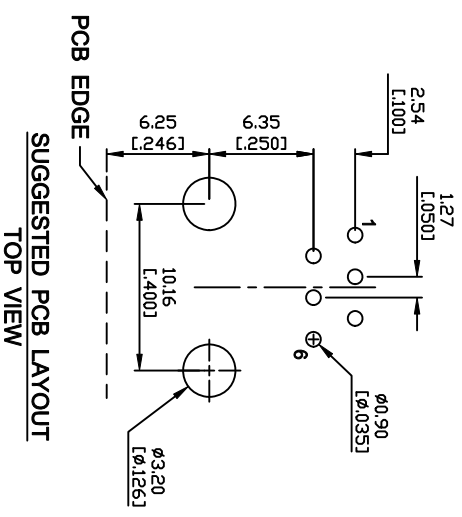 2.54
[.100]
1.27
[.050]
6.25
[.246]
6.35
[.250]
1
6
PCB EDGE
10.16
[.400]
ø0.90
[ø.035]
ø3.20
[ø.126]
SUGGESTED PCB LAYOUT
TOP VIEW